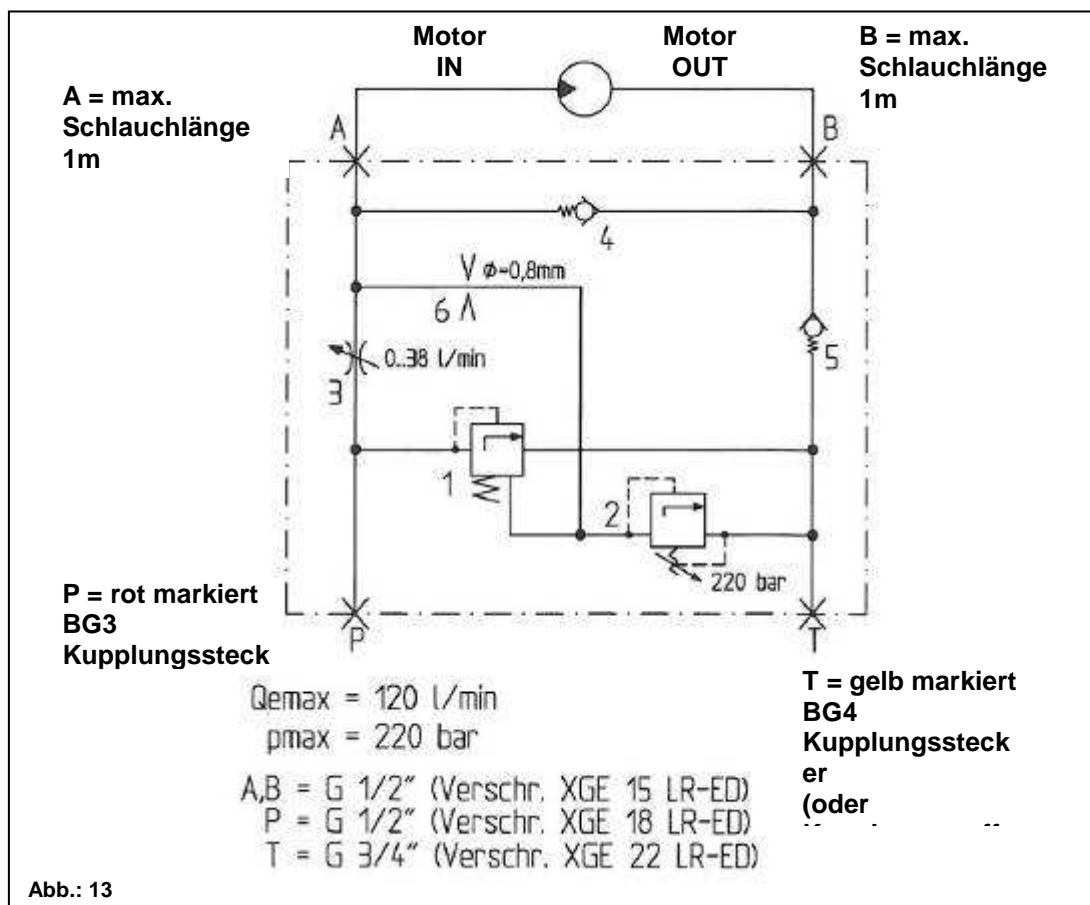 Motor
IN
Motor
OUT
B = max.
Schlauchlänge
1m
A = max.
Schlauchlänge
1m
A
B
4
V ϕ=0,8mm
6 Λ
5
0..38 l/min
3
1
2
220 bar
P = rot markiert
BG3
Kupplungssteck
P
T
T = gelb markiert
BG4
Kupplungssteck
er
(oder
Qemax = 120 l/min
pmax = 220 bar
A,B = G 1/2" (Verschr. XGE 15 LR-ED)
P = G 1/2" (Verschr. XGE 18 LR-ED)
T = G 3/4" (Verschr. XGE 22 LR-ED)
Abb.: 13